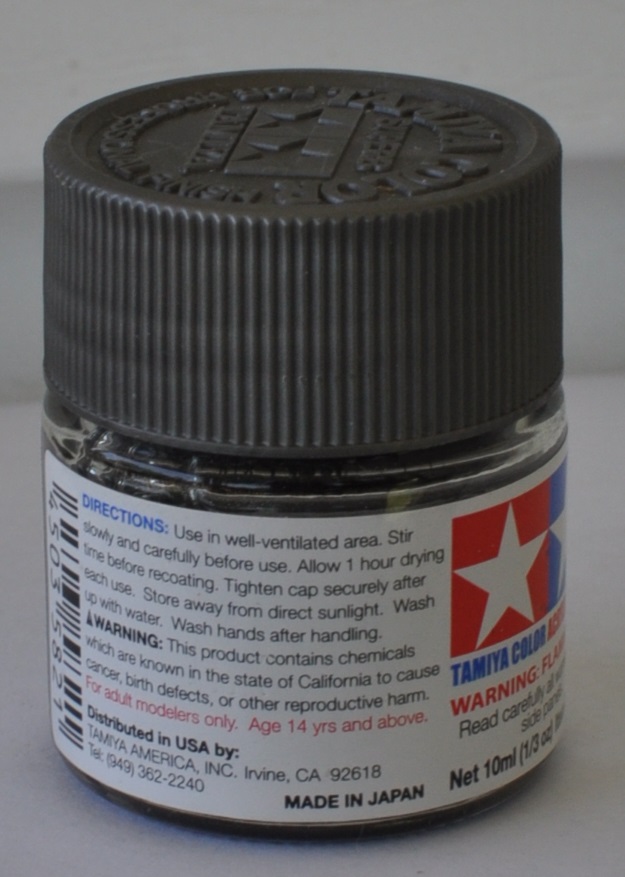 TAMIYA COLOR
TAMIYA
FINISH
DIRECTIONS: Use in well-ventilated area. Stir
slowly and carefully before use. Allow 1 hour drying
time before recoating. Tighten cap securely after
each use. Store away from direct sunlight. Wash
up with water. Wash hands after handling.
WARNING: This product contains chemicals
which are known in the state of California to cause
cancer, birth defects, or other reproductive harm.
For adult modelers only. Age 14 yrs and above.
Distributed in USA by:
TAMIYA AMERICA, INC. Irvine, CA 92618
Tel: (949) 362-2240
MADE IN JAPAN
TAMIYA COLOR
WARNING:
Read carefully
side
Net 10ml (1/3